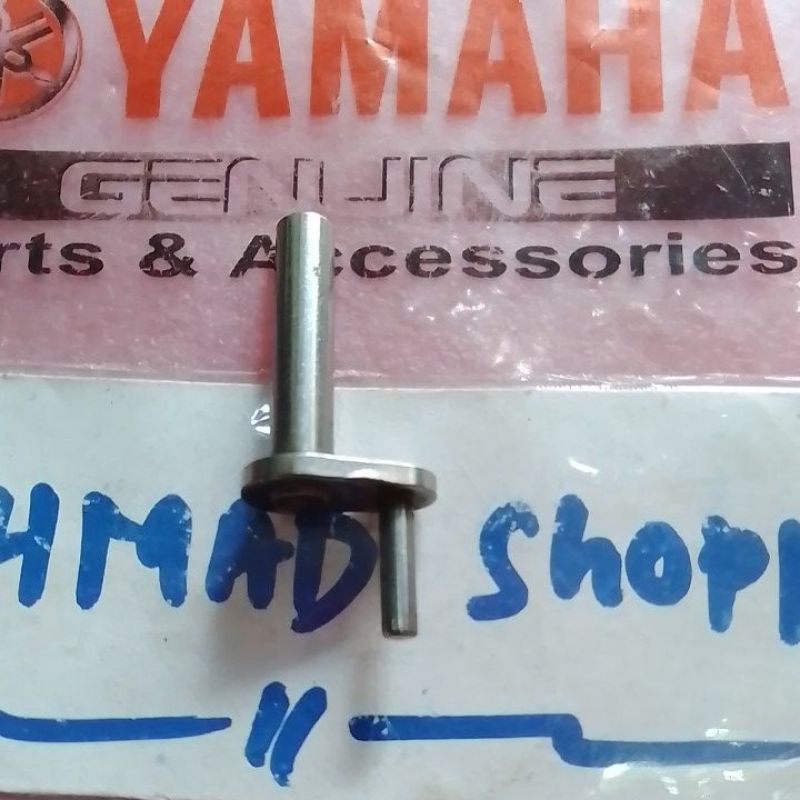 YAMAHA
GENUINE
rts & Accessories
HMAD Shopp